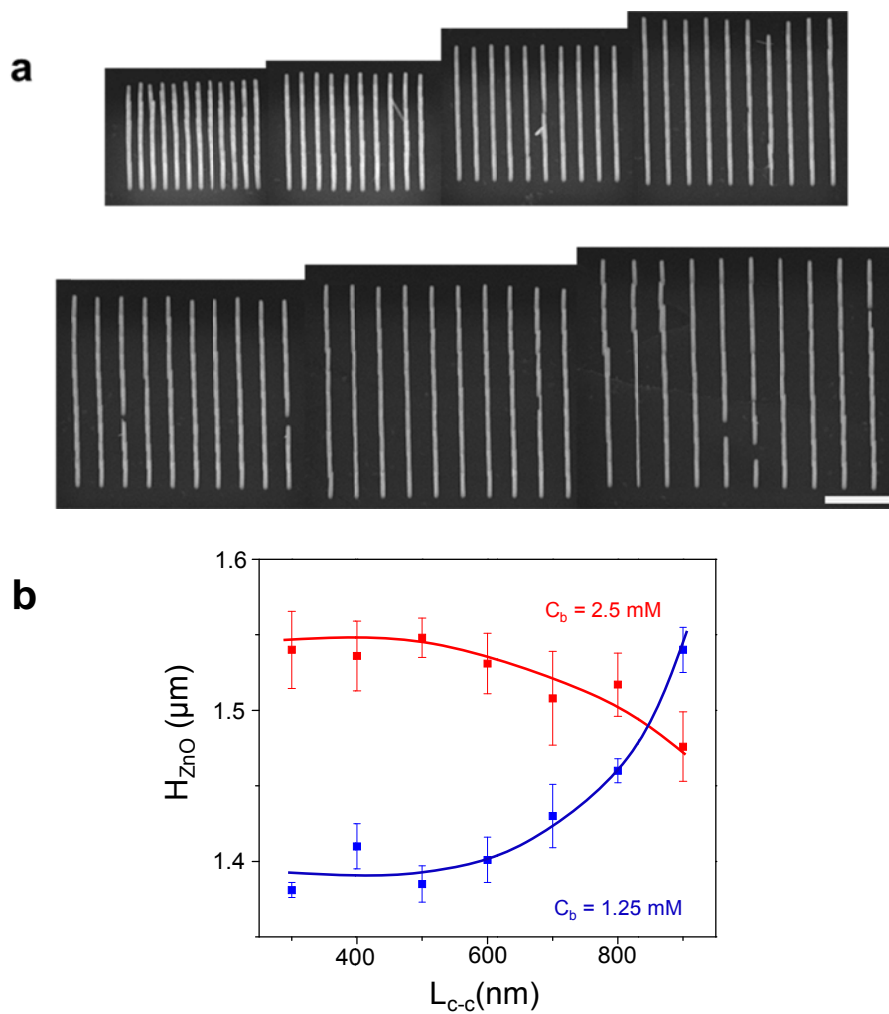 a
b
1.6
1.5
1.4
H_ZnO (μm)
C_b = 2.5 mM
C_b = 1.25 mM
400 600 800
L_c-c(nm)